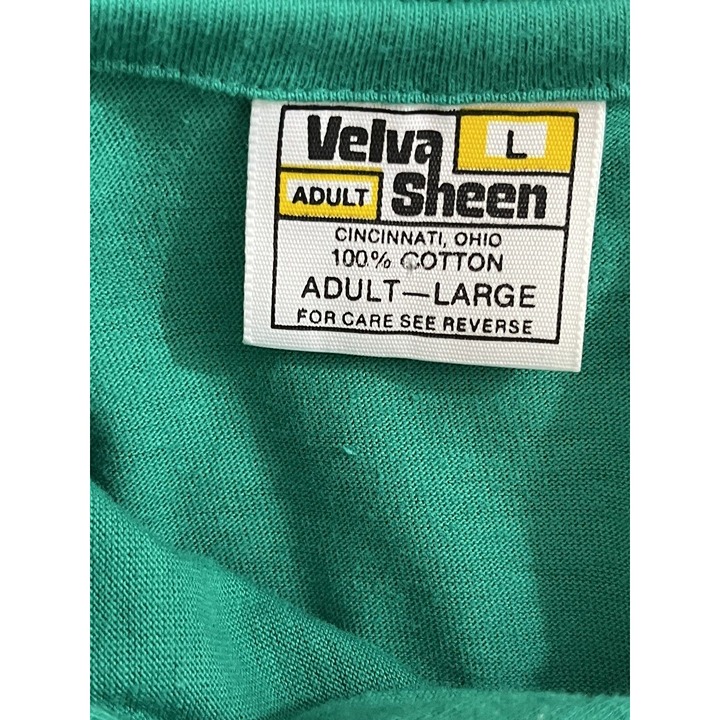 Velva L
ADULT Sheen
CINCINNATI, OHIO
100% COTTON
ADULT—LARGE
FOR CARE SEE REVERSE